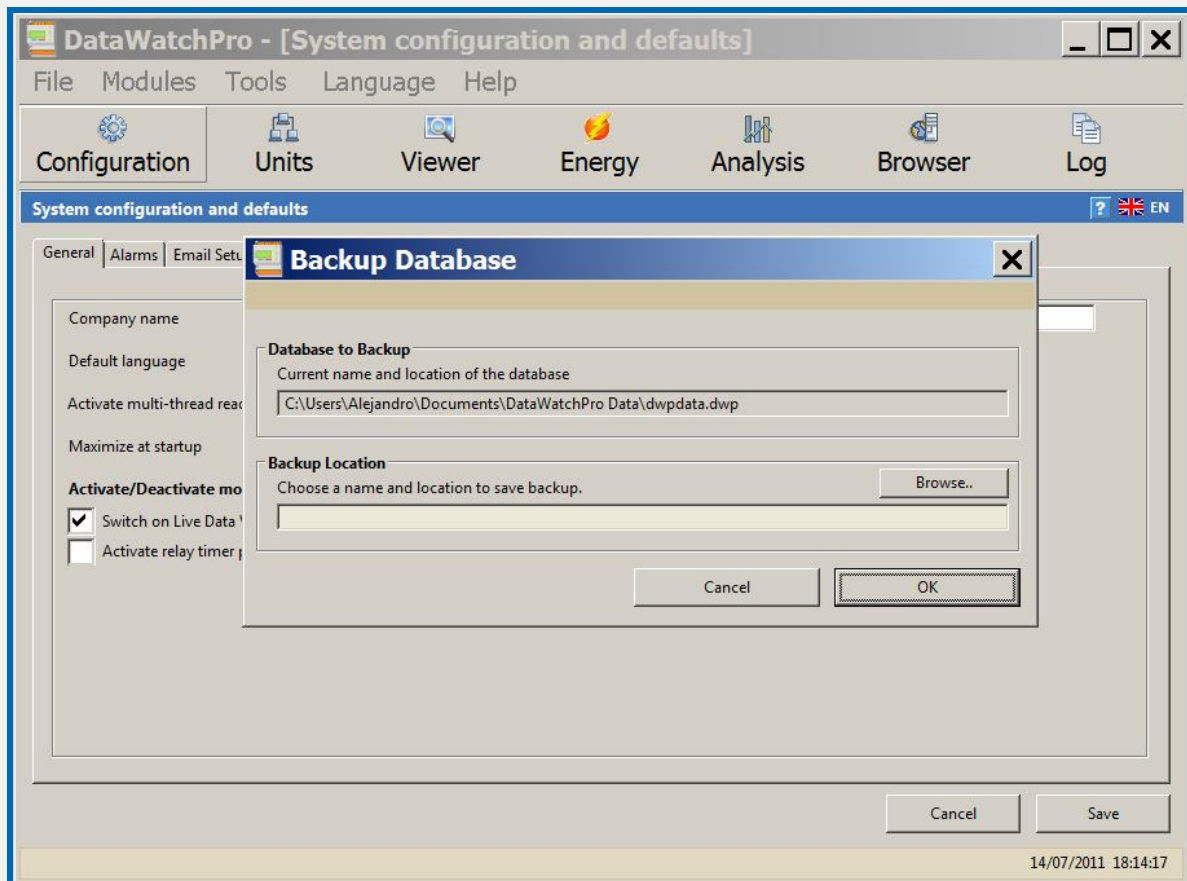 DataWatchPro - [System configuration and defaults]
File Modules Tools Language Help
Configuration Units Viewer Energy Analysis Browser Log
System configuration and defaults ? EN
General Alarms Email Setu
Backup Database
Company name
Default language
Activate multi-thread read
Maximize at startup
Activate/Deactivate mo
Switch on Live Data
Activate relay timer
Database to Backup
Current name and location of the database
C:\Users\Alejandro\Documents\DataWatchPro Data\dwpdata.dwp
Backup Location
Choose a name and location to save backup.
Browse..
Cancel OK
Cancel Save
14/07/2011 18:14:17